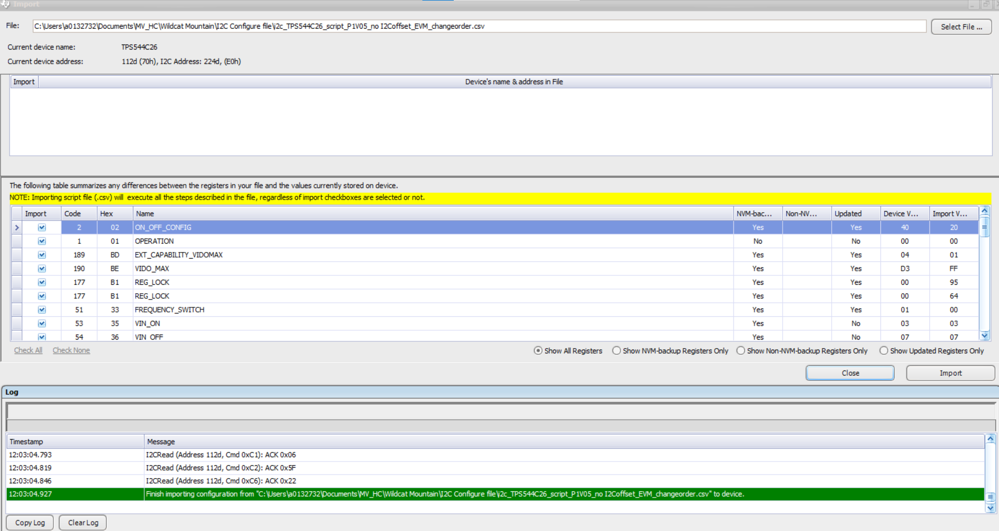 Import
File: C:\Users\a0132732\Documents\MV_HC\Wildcat Mountain\I2C Configure file\i2c_TPS544C26_script_P1V05_no I2Coffset_EVM_changeorder.csv Select File ...
Current device name: TPS544C26
Current device address: 112d (70h), I2C Address: 224d, (E0h)
Import Device's name & address in File
The following table summarizes any differences between the registers in your file and the values currently stored on device.
NOTE: Importing script file (.csv) will execute all the steps described in the file, regardless of import checkboxes are selected or not.
Import Code Hex Name NVM-bac... Non-NV... Updated Device V... Import V...
2 02 ON_OFF_CONFIG Yes Yes 40 20
1 01 OPERATION No No 00 00
189 BD EXT_CAPABILITY_VIDOMAX Yes Yes 04 01
190 BE VIDO_MAX Yes Yes D3 FF
177 B1 REG_LOCK Yes Yes 00 95
177 B1 REG_LOCK Yes Yes 00 64
51 33 FREQUENCY_SWITCH Yes Yes 01 00
53 35 VIN_ON Yes No 03 03
54 36 VIN_OFF Yes No 07 07
Check All Check None Show All Registers Show NVM-backup Registers Only Show Non-NVM-backup Registers Only Show Updated Registers Only
Close Import
Log
Timestamp Message
12:03:04.793 I2CRead (Address 112d, Cmd 0xC1): ACK 0x06
12:03:04.819 I2CRead (Address 112d, Cmd 0xC2): ACK 0x5F
12:03:04.846 I2CRead (Address 112d, Cmd 0xC6): ACK 0x22
12:03:04.927 Finish importing configuration from "C:\Users\a0132732\Documents\MV_HC\Wildcat Mountain\I2C Configure file\i2c_TPS544C26_script_P1V05_no I2Coffset_EVM_changeorder.csv" to device.
Copy Log Clear Log